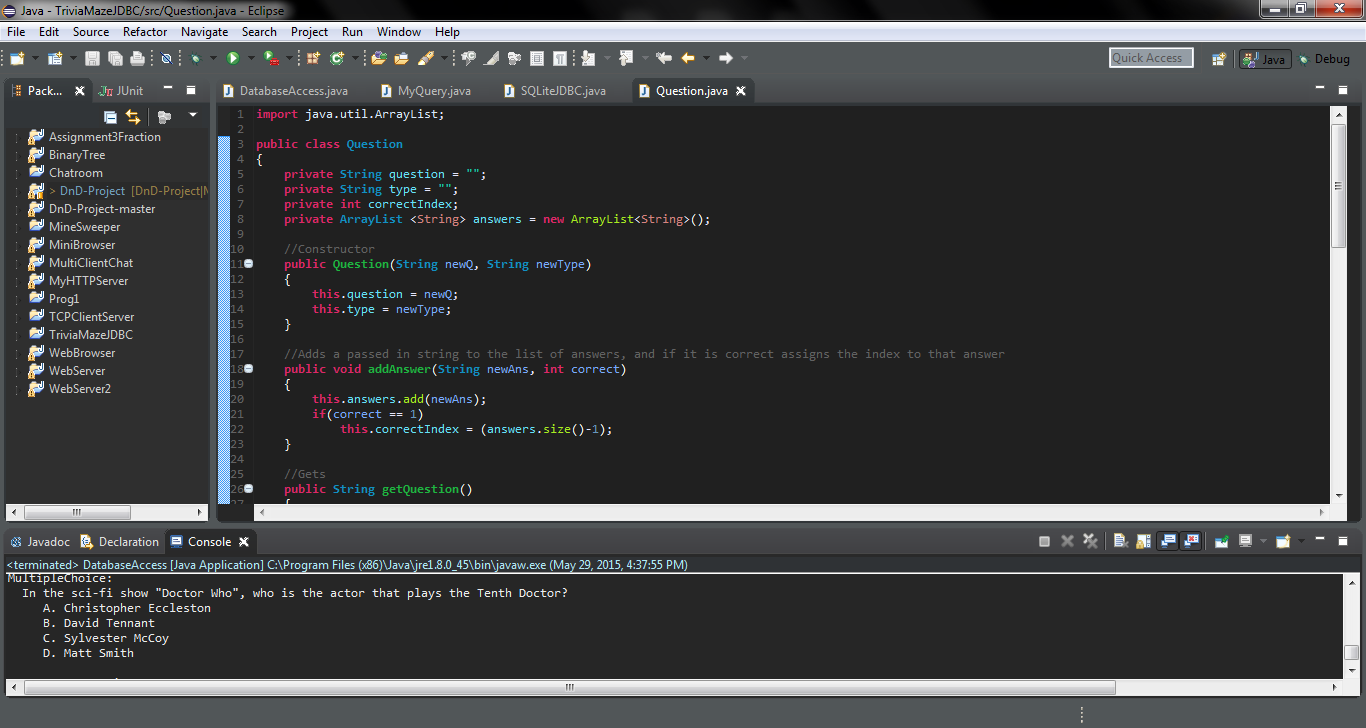 Java - TriviaMazeJDBC/src/Question.java - Eclipse
File Edit Source Refactor Navigate Search Project Run Window Help
Quick Access Java Debug
Pack... JUnit
DatabaseAccess.java MyQuery.java SQLiteJDBC.java Question.java
Assignment3Fraction
BinaryTree
Chatroom
> DnD-Project [DnD-Project|M
DnD-Project-master
MineSweeper
MiniBrowser
MultiClientChat
MyHTTPServer
Prog1
TCPClientServer
TriviaMazeJDBC
WebBrowser
WebServer
WebServer2
1 import java.util.ArrayList;
2
3 public class Question
4 {
5 private String question = "";
6 private String type = "";
7 private int correctIndex;
8 private ArrayList <String> answers = new ArrayList<String>();
9
10 //Constructor
11 public Question(String newQ, String newType)
12 {
13 this.question = newQ;
14 this.type = newType;
15 }
16
17 //Adds a passed in string to the list of answers, and if it is correct assigns the index to that answer
18 public void addAnswer(String newAns, int correct)
19 {
20 this.answers.add(newAns);
21 if(correct == 1)
22 this.correctIndex = (answers.size()-1);
23 }
24
25 //Gets
26 public String getQuestion()
27 {
Javadoc Declaration Console
<terminated> DatabaseAccess [Java Application] C:\Program Files (x86)\Java\jre1.8.0_45\bin\javaw.exe (May 29, 2015, 4:37:55 PM)
MultipleChoice:
In the sci-fi show "Doctor Who", who is the actor that plays the Tenth Doctor?
A. Christopher Eccleston
B. David Tennant
C. Sylvester McCoy
D. Matt Smith